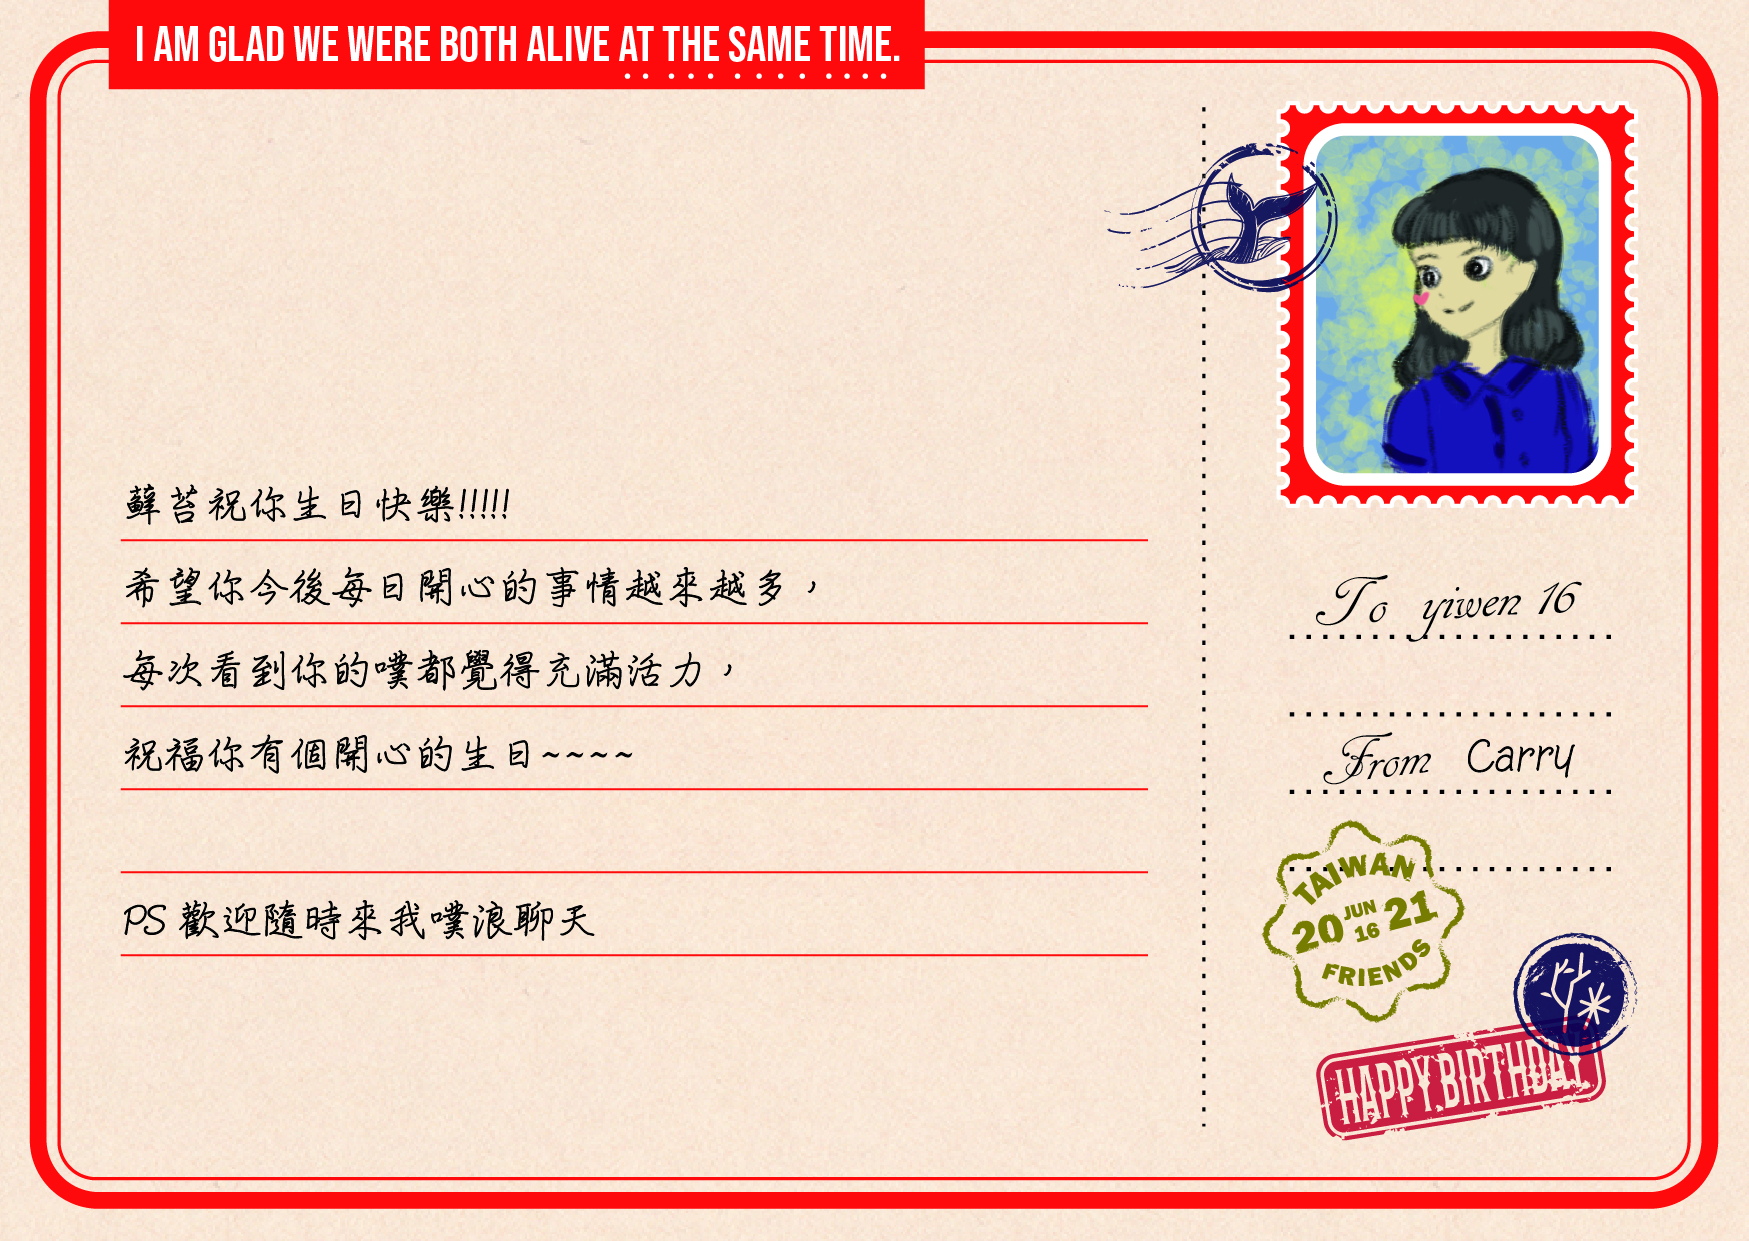 I AM GLAD WE WERE BOTH ALIVE AT THE SAME TIME.
蘚苔祝你生日快樂!!!!!
希望你今後每日開心的事情越來越多，
每次看到你的噗都覺得充滿活力，
祝福你有個開心的生日~~~~
PS 歡迎隨時來我噗浪聊天
To yiwen 16
From Carry
TAIWAN
20 JUN 16 21
FRIENDS
HAPPY BIRTHDAY